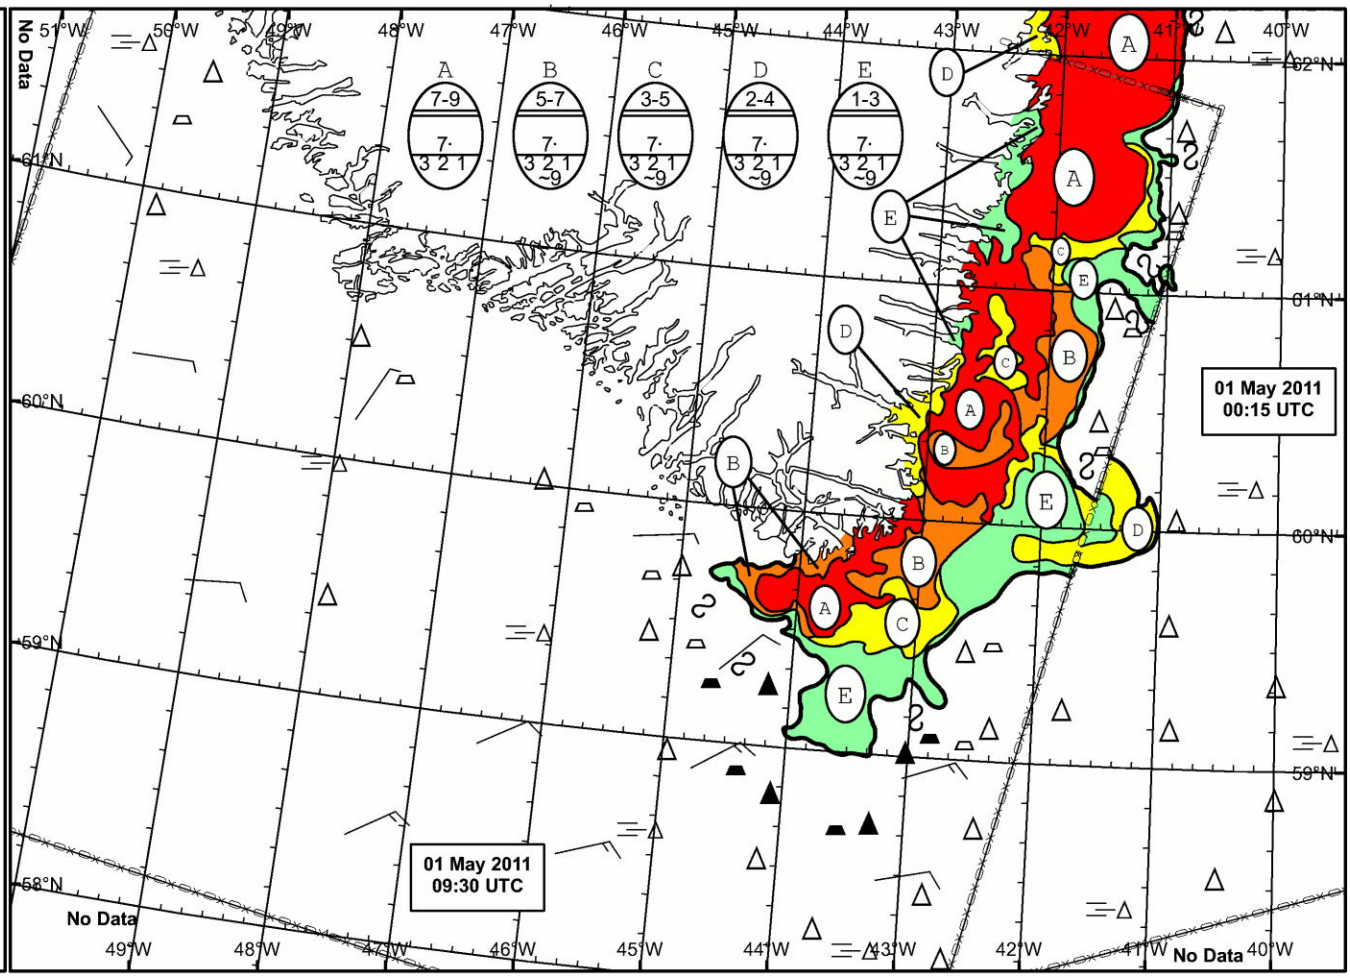 No Data
51°W 50°W 49°W 48°W 47°W 46°W 45°W 44°W 43°W 42°W 41°W 40°W
A B C D E
7-9 5-7 3-5 2-4 1-3
7· 7· 7· 7· 7·
3 2 1 3 2 1 3 2 1 3 2 1 3 2 1
~9 ~9 ~9 ~9
D
A
62°N
61°N
A
E
C
E
61°N
D
B
C
01 May 2011
00:15 UTC
60°N
A
B
B
E
D
60°N
B
A
C
59°N
E
59°N
01 May 2011
09:30 UTC
58°N
No Data
49°W 48°W 47°W 46°W 45°W 44°W 43°W 42°W 41°W 40°W
No Data